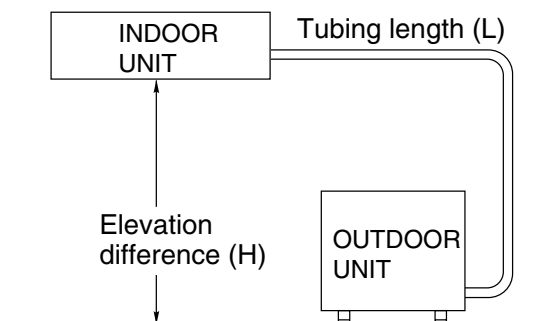 INDOOR
UNIT
Tubing length (L)
Elevation
difference (H)
OUTDOOR
UNIT